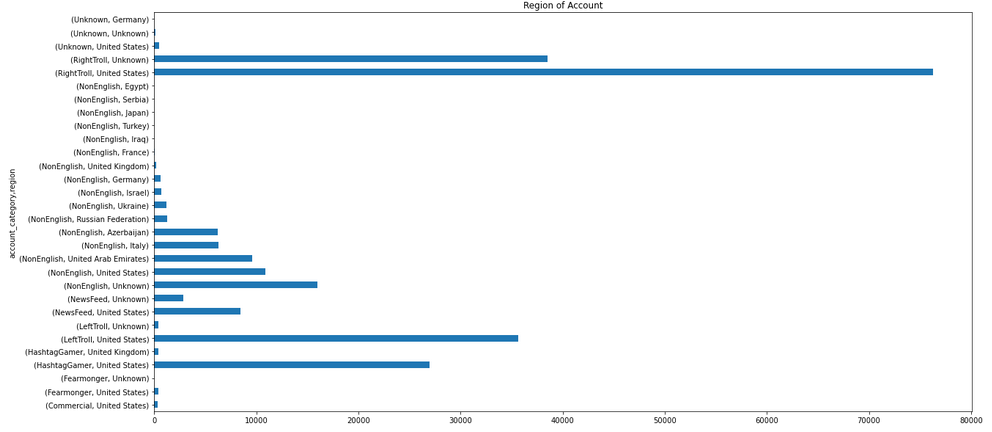 Region of Account
(Unknown, Germany)
(Unknown, Unknown)
(Unknown, United States)
(RightTroll, Unknown)
(RightTroll, United States)
(NonEnglish, Egypt)
(NonEnglish, Serbia)
(NonEnglish, Japan)
(NonEnglish, Turkey)
(NonEnglish, Iraq)
(NonEnglish, France)
(NonEnglish, United Kingdom)
(NonEnglish, Germany)
(NonEnglish, Israel)
(NonEnglish, Ukraine)
(NonEnglish, Russian Federation)
(NonEnglish, Azerbaijan)
(NonEnglish, Italy)
(NonEnglish, United Arab Emirates)
(NonEnglish, United States)
(NonEnglish, Unknown)
(NewsFeed, Unknown)
(NewsFeed, United States)
(LeftTroll, Unknown)
(LeftTroll, United States)
(HashtagGamer, United Kingdom)
(HashtagGamer, United States)
(Fearmonger, Unknown)
(Fearmonger, United States)
(Commercial, United States)
account_category,region
0 10000 20000 30000 40000 50000 60000 70000 80000